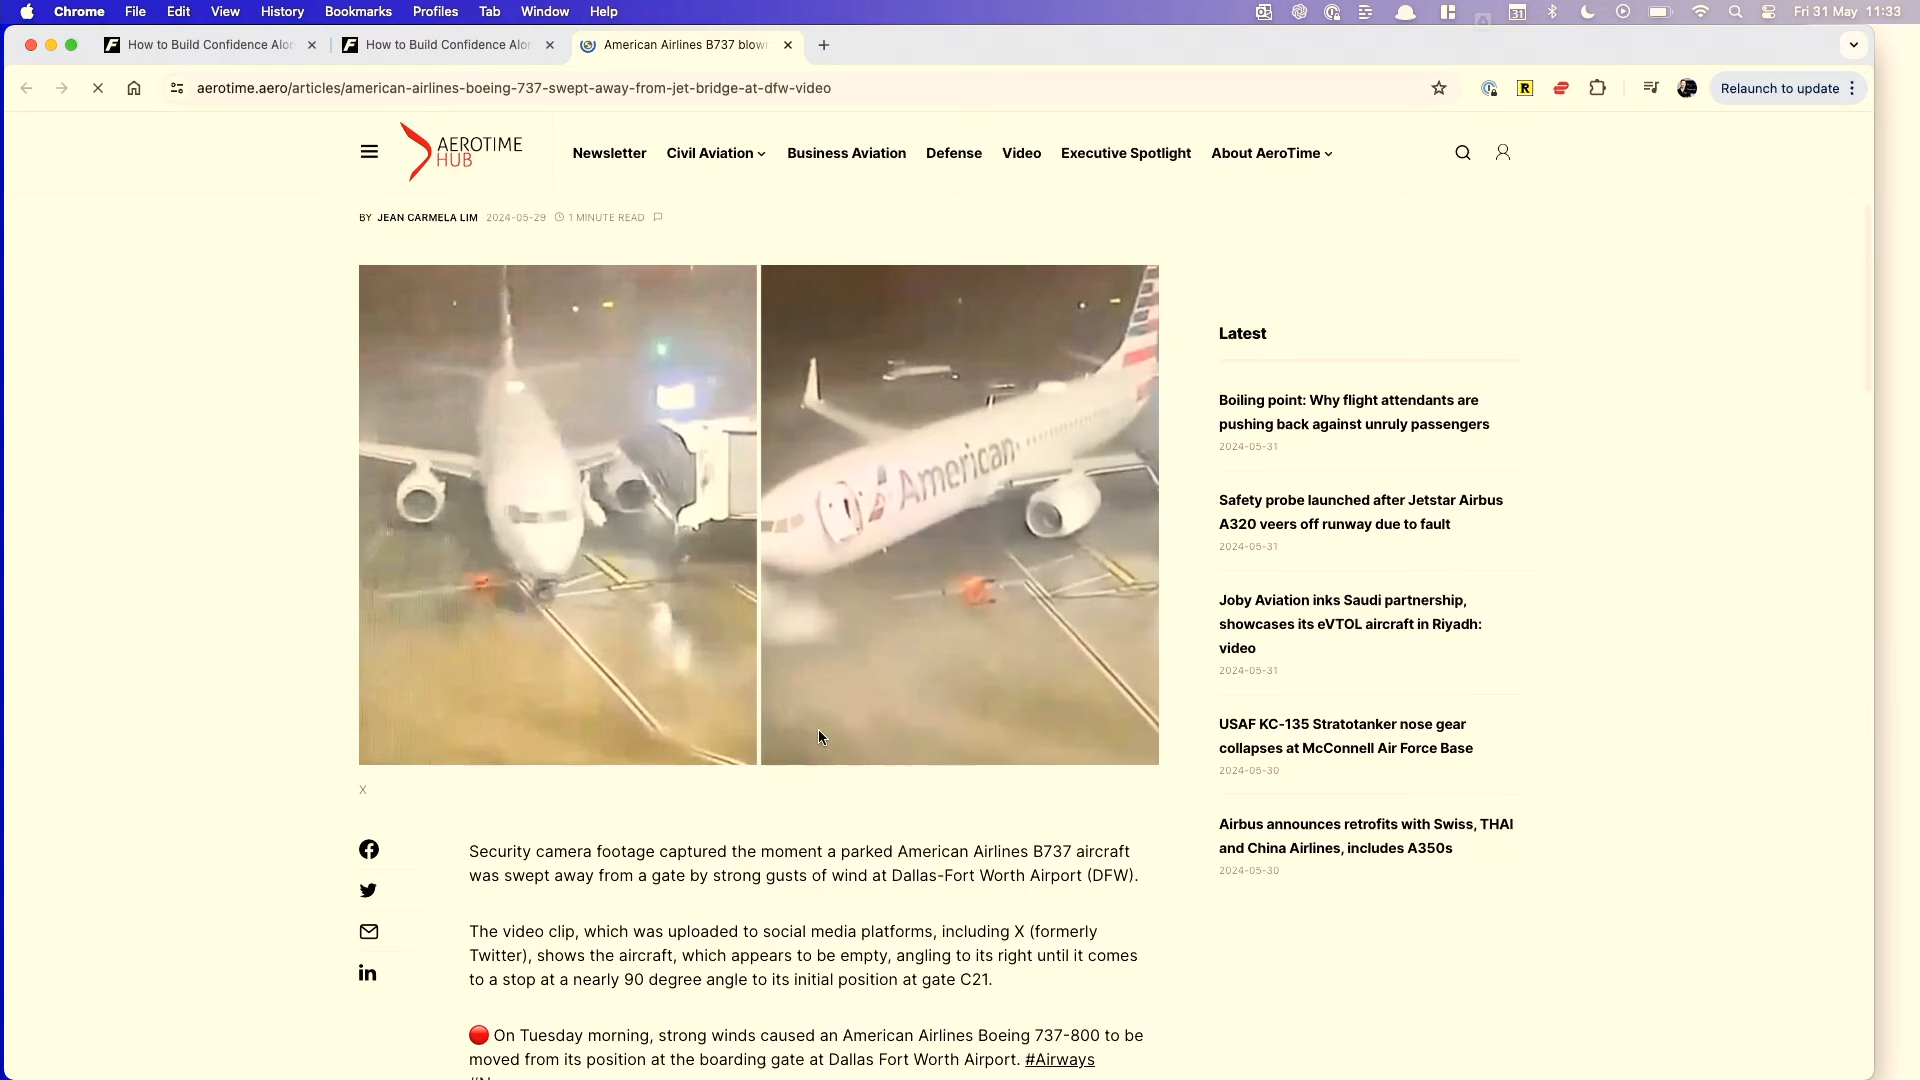 Chrome File Edit View History Bookmarks Profiles Tab Window Help
31
Fri 31 May 11:33
How to Build Confidence Alon
How to Build Confidence Alon
American Airlines B737 blown
aerotime.aero/articles/american-airlines-boeing-737-swept-away-from-jet-bridge-at-dfw-video
R
Relaunch to update
AEROTIME
HUB
Newsletter Civil Aviation Business Aviation Defense Video Executive Spotlight About AeroTime
BY JEAN CARMELA LIM 2024-05-29 1 MINUTE READ
American
X
Security camera footage captured the moment a parked American Airlines B737 aircraft
was swept away from a gate by strong gusts of wind at Dallas-Fort Worth Airport (DFW).
The video clip, which was uploaded to social media platforms, including X (formerly
Twitter), shows the aircraft, which appears to be empty, angling to its right until it comes
to a stop at a nearly 90 degree angle to its initial position at gate C21.
🔴 On Tuesday morning, strong winds caused an American Airlines Boeing 737-800 to be
moved from its position at the boarding gate at Dallas Fort Worth Airport. #Airways
Latest
Boiling point: Why flight attendants are
pushing back against unruly passengers
2024-05-31
Safety probe launched after Jetstar Airbus
A320 veers off runway due to fault
2024-05-31
Joby Aviation inks Saudi partnership,
showcases its eVTOL aircraft in Riyadh:
video
2024-05-31
USAF KC-135 Stratotanker nose gear
collapses at McConnell Air Force Base
2024-05-30
Airbus announces retrofits with Swiss, THAI
and China Airlines, includes A350s
2024-05-30